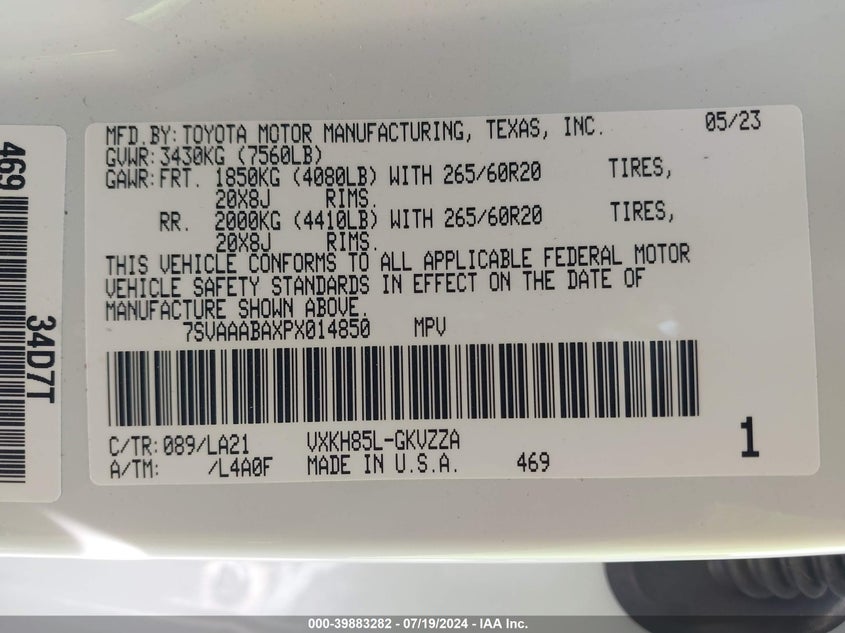 469
34D7T
MFD.BY:TOYOTA MOTOR MANUFACTURING, TEXAS, INC. 05/23
GVWR:3430KG (7560LB)
GAWR:FRT. 1850KG (4080LB) WITH 265/60R20 TIRES,
20X8J RIMS.
RR. 2000KG (4410LB) WITH 265/60R20 TIRES,
20X8J RIMS.
THIS VEHICLE CONFORMS TO ALL APPLICABLE FEDERAL MOTOR
VEHICLE SAFETY STANDARDS IN EFFECT ON THE DATE OF
MANUFACTURE SHOWN ABOVE.
7SVAAABAXPX014850 MPV
C/TR:089/LA21 VXKH85L-GKVZZA
A/TM: /L4A0F MADE IN U.S.A. 469
1
000-39883282 - 07/19/2024 - IAA Inc.